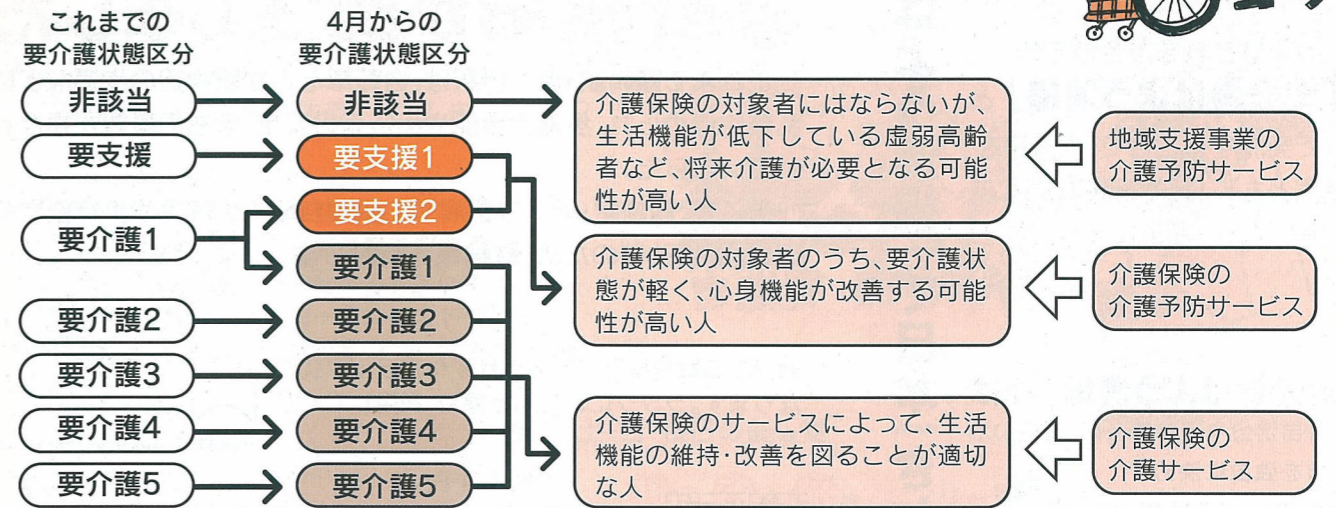 これまでの
要介護状態区分
4月からの
要介護状態区分
非該当
要支援
要介護1
要介護2
要介護3
要介護4
要介護5
非該当
要支援1
要支援2
要介護1
要介護2
要介護3
要介護4
要介護5
介護保険の対象者にはならないが、
生活機能が低下している虚弱高齢
者など、将来介護が必要となる可能
性が高い人
介護保険の対象者のうち、要介護状
態が軽く、心身機能が改善する可能
性が高い人
介護保険のサービスによって、生活
機能の維持・改善を図ることが適切
な人
地域支援事業の
介護予防サービス
介護保険の
介護予防サービス
介護保険の
介護サービス